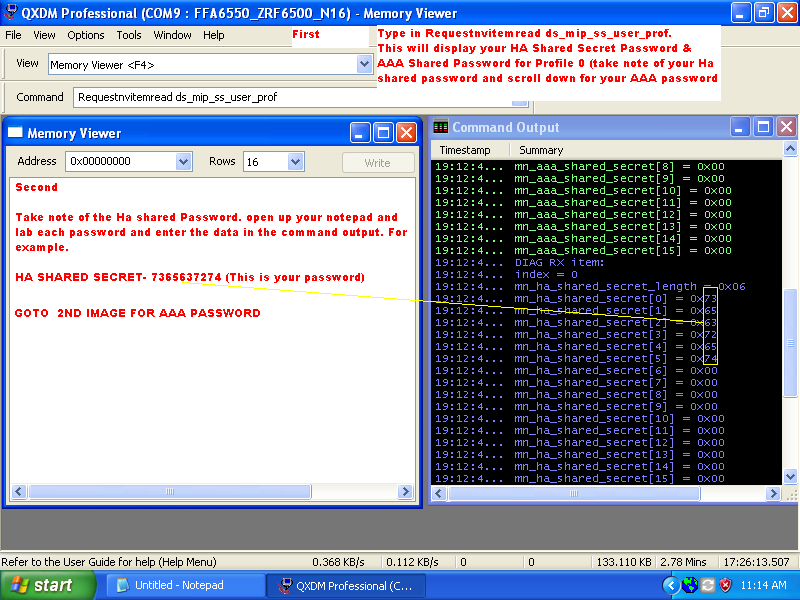 QXDM Professional (COM9 : FFA6550_ZRF6500_N16) - Memory Viewer
File View Options Tools Window Help
First
Type in Requestnvitemread ds_mip_ss_user_prof.
This will display your HA Shared Secret Password &
AAA Shared Password for Profile 0 (take note of your Ha
shared password and scroll down for your AAA password
View Memory Viewer <F4>
Command Requestnvitemread ds_mip_ss_user_prof
Memory Viewer
Address 0x00000000 Rows 16 Write
Second
Take note of the Ha shared Password, open up your notepad and
lab each password and enter the data in the command output. For
example.
HA SHARED SECRET- 7365637274 (This is your password)
GOTO 2ND IMAGE FOR AAA PASSWORD
Command Output
Timestamp Summary
19:12:4... mn_aaa_shared_secret[8] = 0x00
19:12:4... mn_aaa_shared_secret[9] = 0x00
19:12:4... mn_aaa_shared_secret[10] = 0x00
19:12:4... mn_aaa_shared_secret[11] = 0x00
19:12:4... mn_aaa_shared_secret[12] = 0x00
19:12:4... mn_aaa_shared_secret[13] = 0x00
19:12:4... mn_aaa_shared_secret[14] = 0x00
19:12:4... mn_aaa_shared_secret[15] = 0x00
19:12:4... DIAG RX item:
19:12:4... index = 0
19:12:4... mn_ha_shared_secret_length = 0x06
19:12:4... mn_ha_shared_secret[0] = 0x73
19:12:4... mn_ha_shared_secret[1] = 0x65
19:12:4... mn_ha_shared_secret[2] = 0x63
19:12:4... mn_ha_shared_secret[3] = 0x72
19:12:4... mn_ha_shared_secret[4] = 0x65
19:12:4... mn_ha_shared_secret[5] = 0x74
19:12:4... mn_ha_shared_secret[6] = 0x00
19:12:4... mn_ha_shared_secret[7] = 0x00
19:12:4... mn_ha_shared_secret[8] = 0x00
19:12:4... mn_ha_shared_secret[9] = 0x00
19:12:4... mn_ha_shared_secret[10] = 0x00
19:12:4... mn_ha_shared_secret[11] = 0x00
19:12:4... mn_ha_shared_secret[12] = 0x00
19:12:4... mn_ha_shared_secret[13] = 0x00
19:12:4... mn_ha_shared_secret[14] = 0x00
19:12:4... mn_ha_shared_secret[15] = 0x00
Refer to the User Guide for help (Help Menu) 0.368 KB/s 0.112 KB/s 0 0 133.110 KB 2.78 Mins 17:26:13.507
start Untitled - Notepad QXDM Professional (C... 11:14 AM